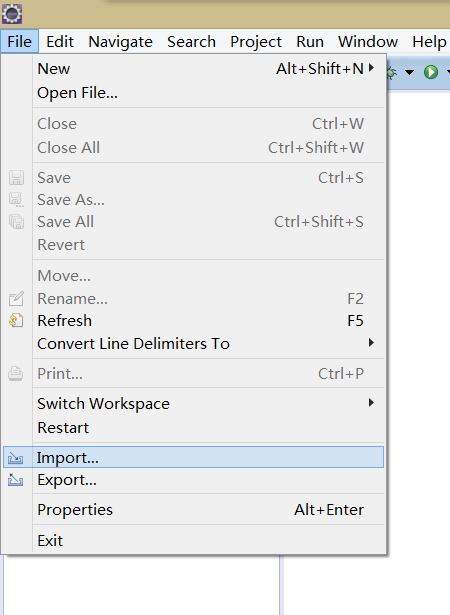 File Edit Navigate Search Project Run Window Help
New Alt+Shift+N
Open File...
Close Ctrl+W
Close All Ctrl+Shift+W
Save Ctrl+S
Save As...
Save All Ctrl+Shift+S
Revert
Move...
Rename... F2
Refresh F5
Convert Line Delimiters To
Print... Ctrl+P
Switch Workspace
Restart
Import...
Export...
Properties Alt+Enter
Exit